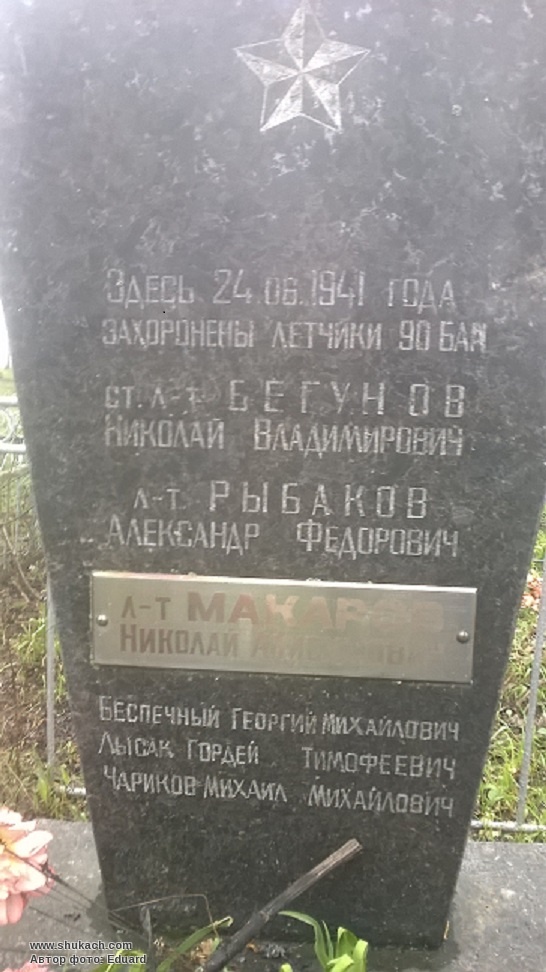 Здесь 24.06.1941 года
захоронены летчики 90 БАП
ст. л-т БЕГУНОВ
Николай Владимирович
л-т. РЫБАКОВ
Александр Федорович
л-т МАКАРОВ
Николай
Беспечный Георгий Михайлович
Лысак Гордей Тимофеевич
Чариков Михаил Михайлович
www.shukach.com
Автор фото: Eduard